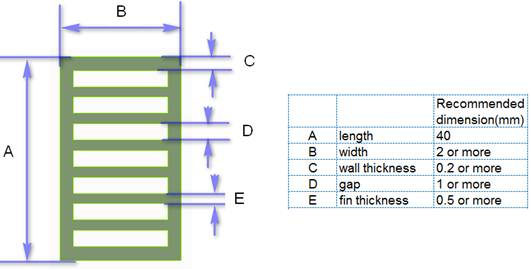 B
C
D
A
E
Recommended
dimension(mm)
A length 40
B width 2 or more
C wall thickness 0.2 or more
D gap 1 or more
E fin thickness 0.5 or more